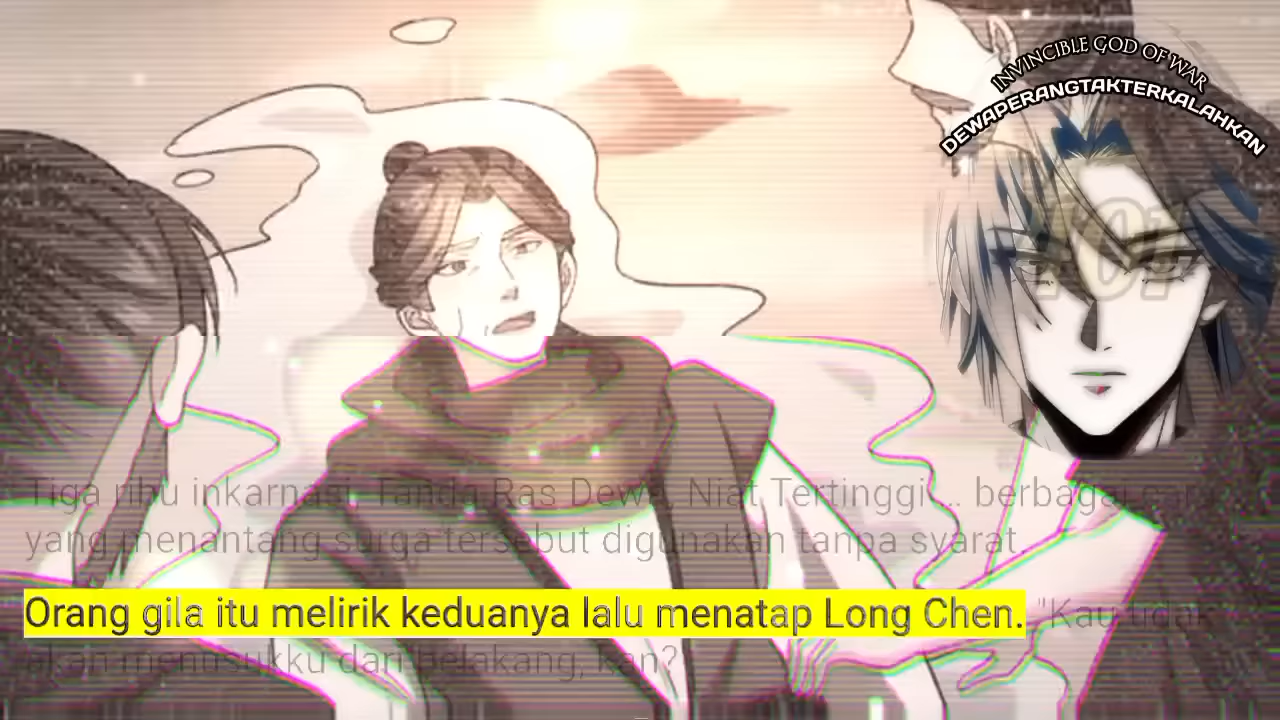 INVINCIBLE GOD OF WAR
DEWAPERANGTAKTERKALAHKAN
Tiga ribu inkarnasi, Tanda Ras Dewa, Niat Tertinggi... berbagai cara
yang menantang surga tersebut digunakan tanpa syarat.
Orang gila itu melirik keduanya lalu menatap Long Chen. "Kau tidak
akan menusukku dari belakang, kan?